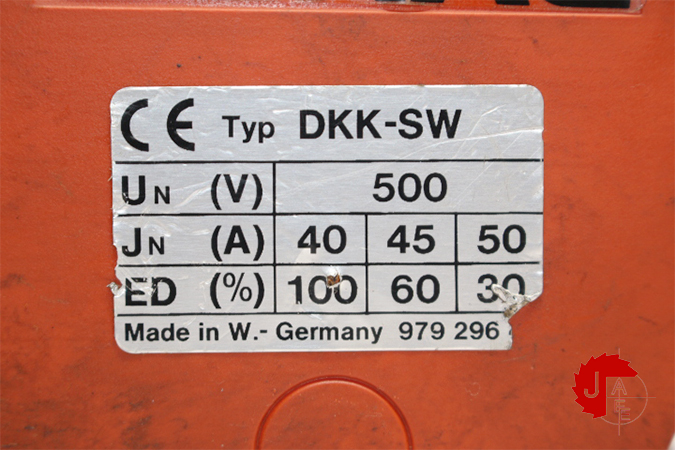 CE Typ DKK-SW
UN (V) 500
JN (A) 40 45 50
ED (%) 100 60 30
Made in W.- Germany 979 296
JAEE